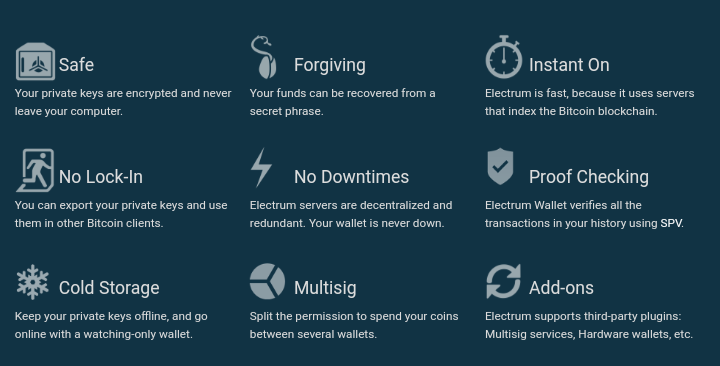 Safe
Your private keys are encrypted and never
leave your computer.
Forgiving
Your funds can be recovered from a
secret phrase.
Instant On
Electrum is fast, because it uses servers
that index the Bitcoin blockchain.
No Lock-In
You can export your private keys and use
them in other Bitcoin clients.
No Downtimes
Electrum servers are decentralized and
redundant. Your wallet is never down.
Proof Checking
Electrum Wallet verifies all the
transactions in your history using SPV.
Cold Storage
Keep your private keys offline, and go
online with a watching-only wallet.
Multisig
Split the permission to spend your coins
between several wallets.
Add-ons
Electrum supports third-party plugins:
Multisig services, Hardware wallets, etc.